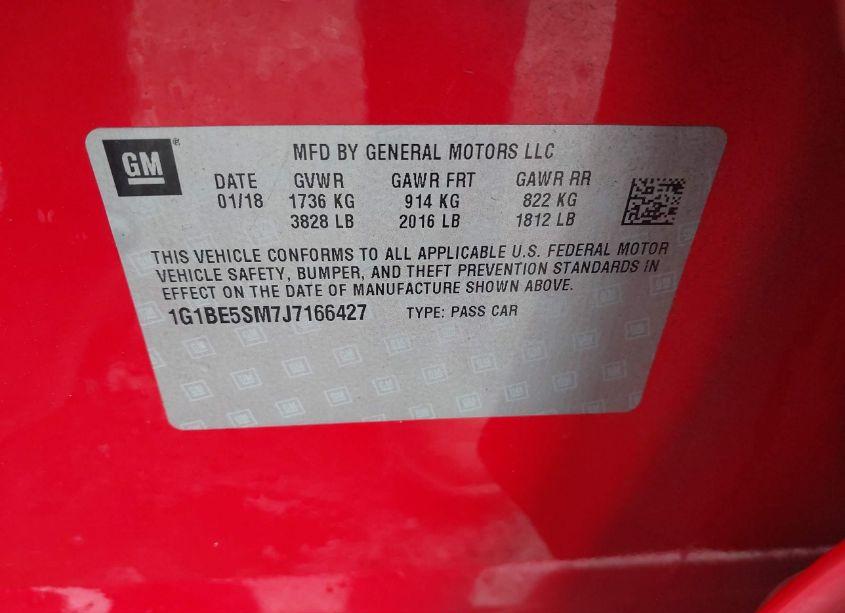 GM ®
MFD BY GENERAL MOTORS LLC
DATE GVWR GAWR FRT GAWR RR
01/18 1736 KG 914 KG 822 KG
3828 LB 2016 LB 1812 LB
THIS VEHICLE CONFORMS TO ALL APPLICABLE U.S. FEDERAL MOTOR
VEHICLE SAFETY, BUMPER, AND THEFT PREVENTION STANDARDS IN
EFFECT ON THE DATE OF MANUFACTURE SHOWN ABOVE.
1G1BE5SM7J7166427 TYPE: PASS CAR